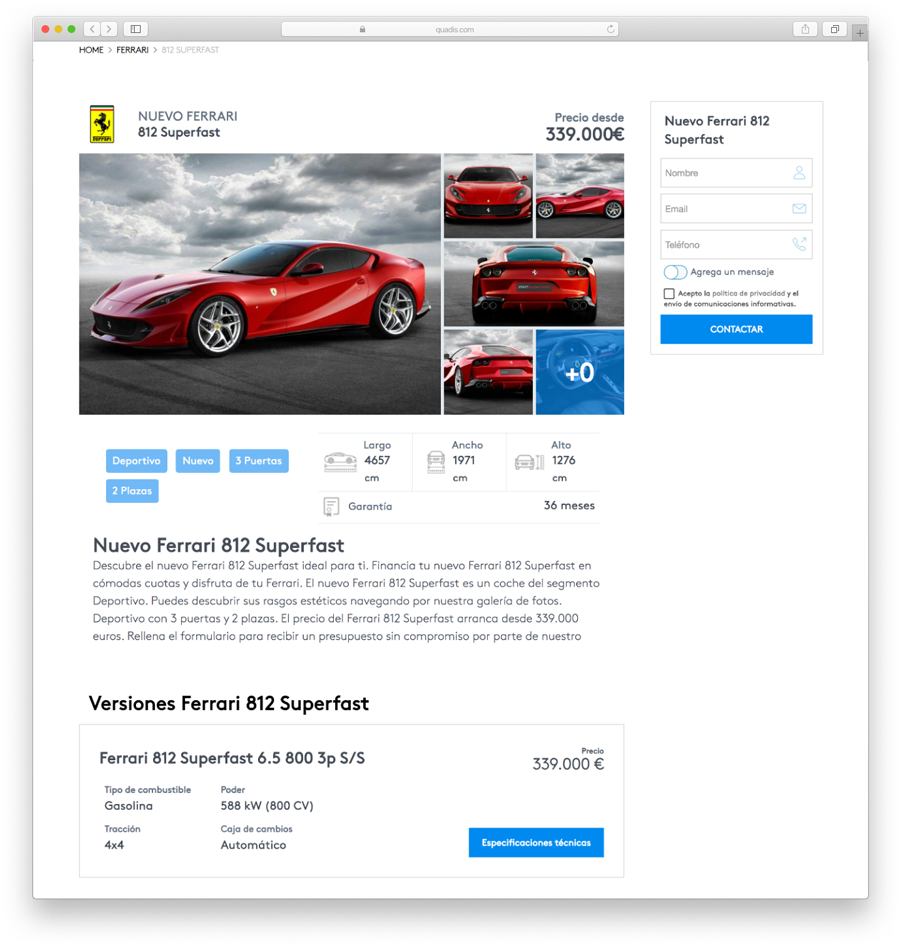 quadis.com
HOME > FERRARI > 812 SUPERFAST
NUEVO FERRARI
812 Superfast
Precio desde
339.000€
Ferrari
+0
Deportivo
Nuevo
3 Puertas
2 Plazas
Largo
4657
cm
Ancho
1971
cm
Alto
1276
cm
Garantía
36 meses
Nuevo Ferrari 812 Superfast
Descubre el nuevo Ferrari 812 Superfast ideal para ti. Financia tu nuevo Ferrari 812 Superfast en
cómodas cuotas y disfruta de tu Ferrari. El nuevo Ferrari 812 Superfast es un coche del segmento
Deportivo. Puedes descubrir sus rasgos estéticos navegando por nuestra galería de fotos.
Deportivo con 3 puertas y 2 plazas. El precio del Ferrari 812 Superfast arranca desde 339.000
euros. Rellena el formulario para recibir un presupuesto sin compromiso por parte de nuestro
Versiones Ferrari 812 Superfast
Ferrari 812 Superfast 6.5 800 3p S/S
Precio
339.000 €
Tipo de combustible
Gasolina
Poder
588 kW (800 CV)
Tracción
4x4
Caja de cambios
Automático
Especificaciones técnicas
Nuevo Ferrari 812
Superfast
Nombre
Email
Teléfono
Agrega un mensaje
Acepto la política de privacidad y el
envío de comunicaciones informativas.
CONTACTAR